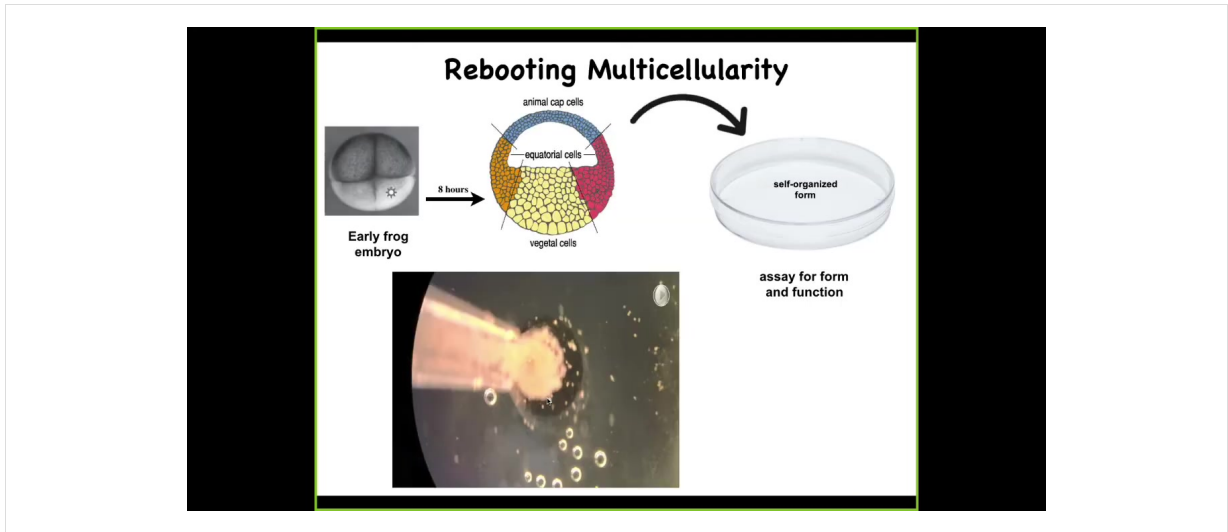 Rebooting Multicellularity
animal cap cells
equatorial cells
8 hours
vegetal cells
Early frog
embryo
self-organized
form
assay for form
and function